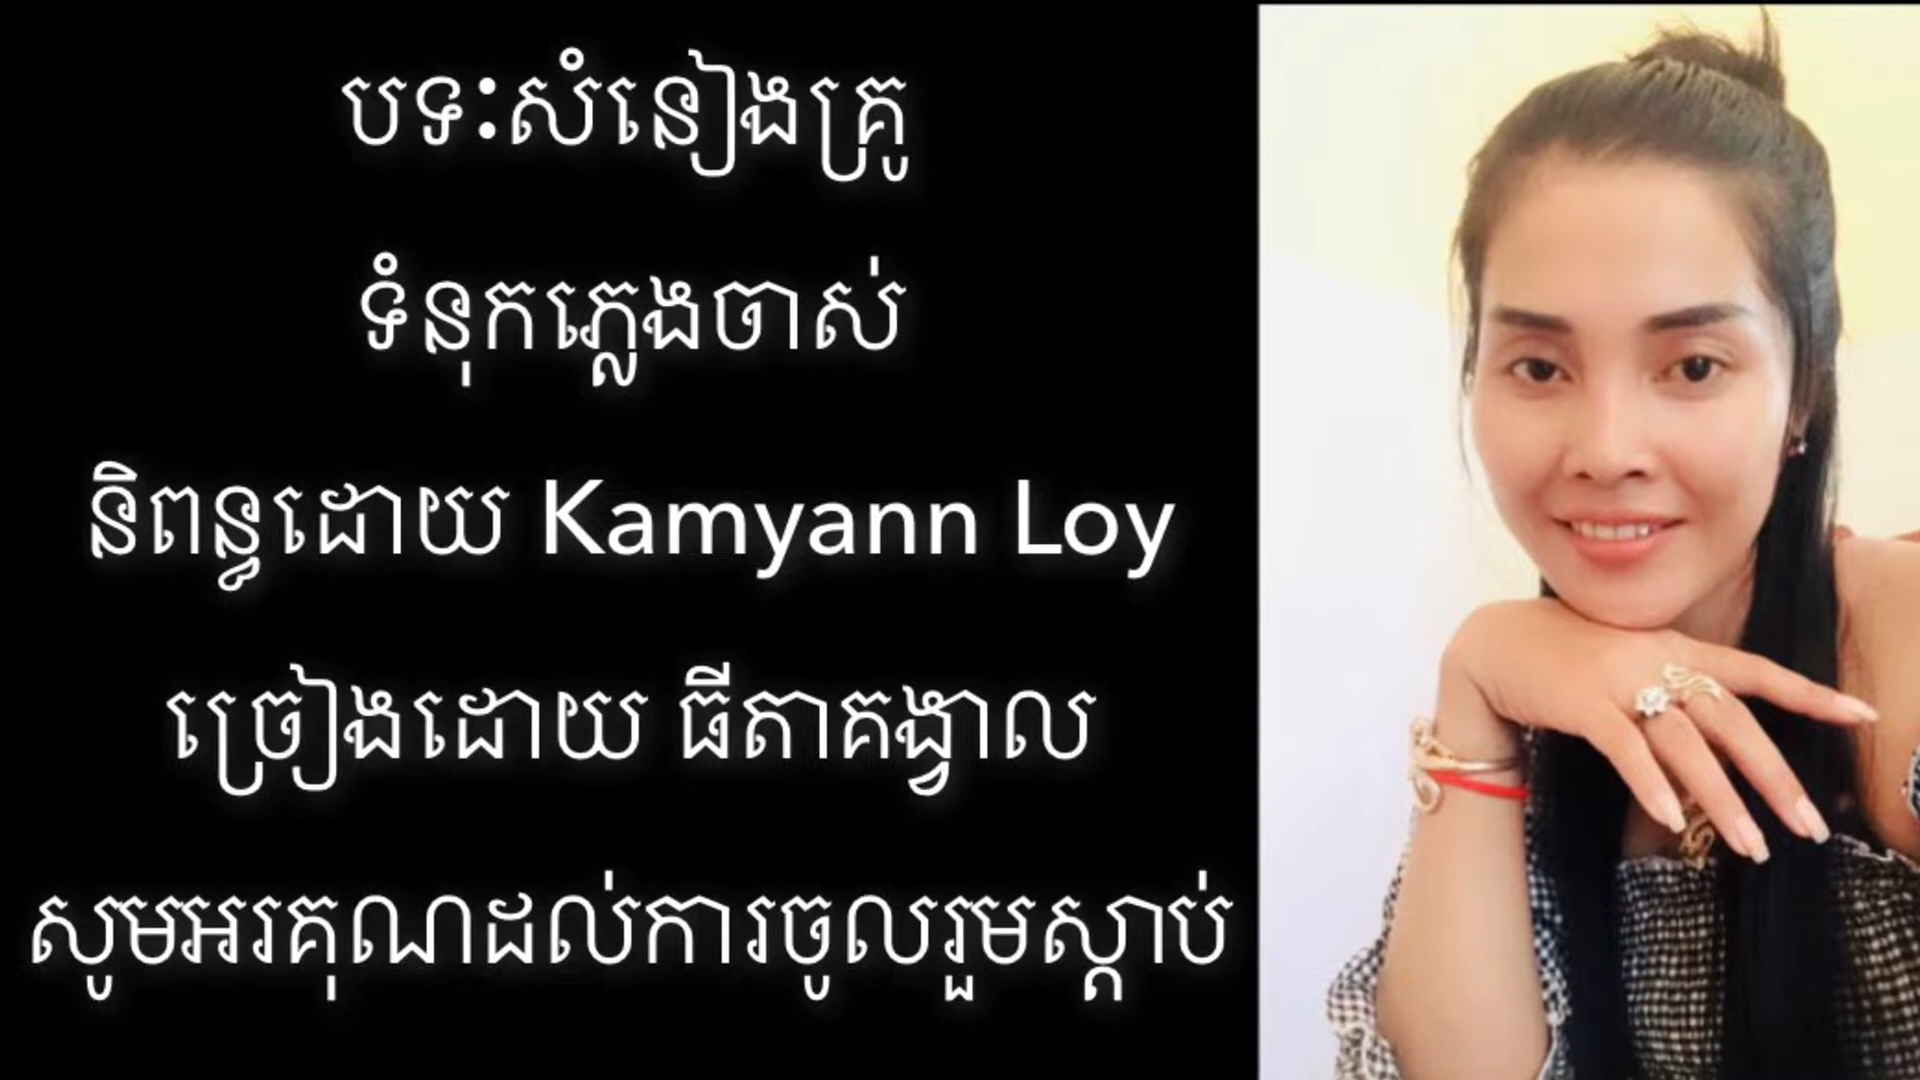 បទ:សំនៀងគ្រូ
ទំនុកភ្លេងចាស់
និពន្ធដោយ Kamyann Loy
ច្រៀងដោយ ធីតាគង្វាល
សូមអរគុណដល់ការចូលរួមស្តាប់